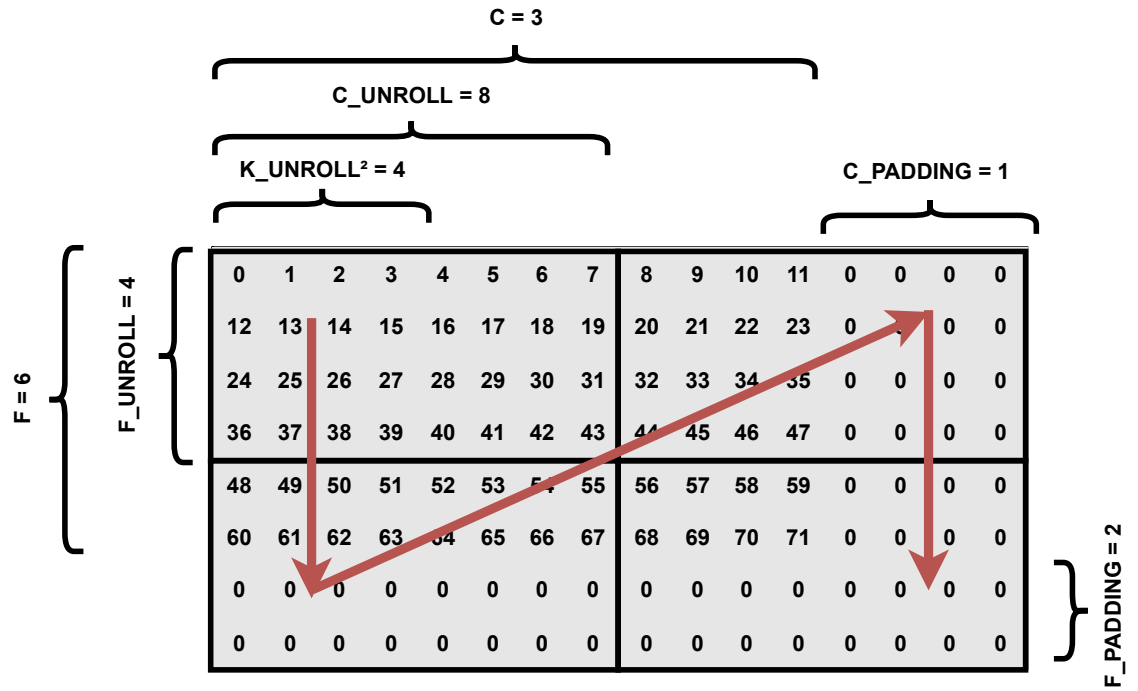 C = 3
C_UNROLL = 8
K_UNROLL² = 4
C_PADDING = 1
F = 6
F_UNROLL = 4
0 1 2 3 4 5 6 7 8 9 10 11 0 0 0 0
12 13 14 15 16 17 18 19 20 21 22 23 0 0 0
24 25 26 27 28 29 30 31 32 33 34 35 0 0 0 0
36 37 38 39 40 41 42 43 44 45 46 47 0 0 0 0
48 49 50 51 52 53 54 55 56 57 58 59 0 0 0 0
60 61 62 63 64 65 66 67 68 69 70 71 0 0 0 0
0 0 0 0 0 0 0 0 0 0 0 0 0 0 0 0
0 0 0 0 0 0 0 0 0 0 0 0 0 0 0 0
F_PADDING = 2